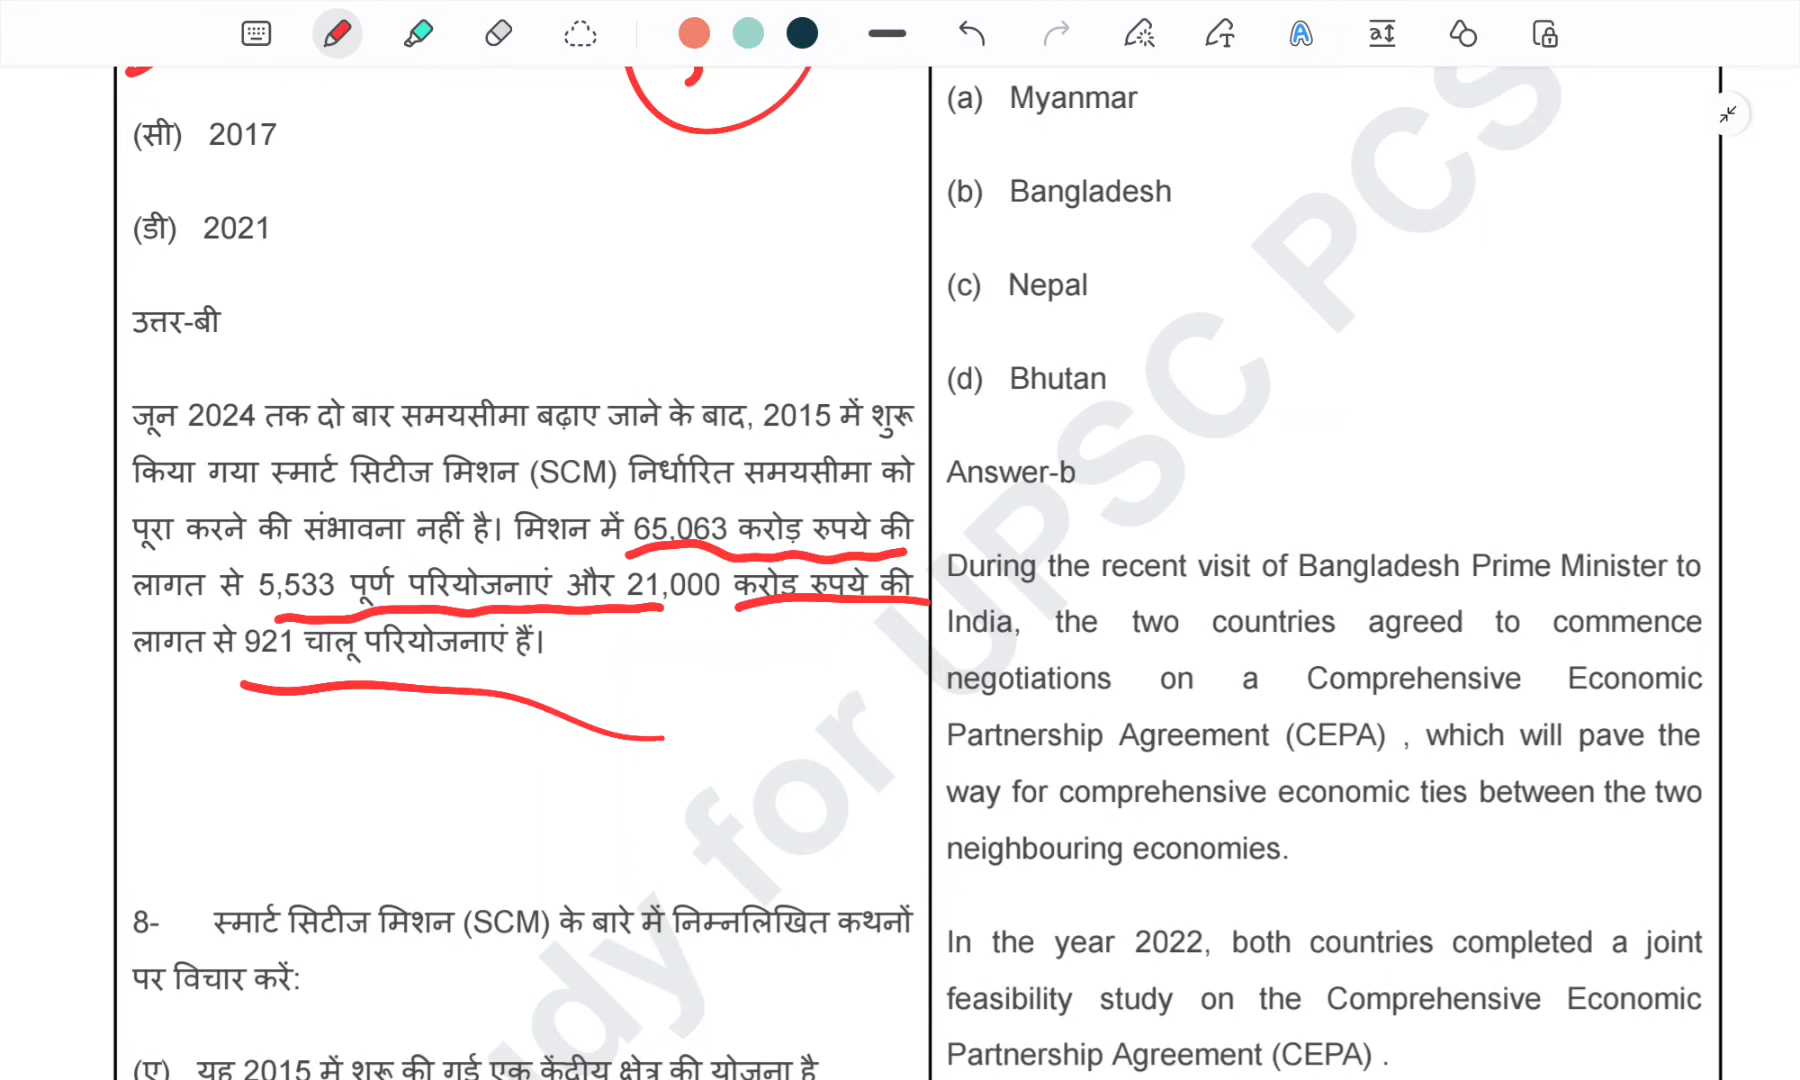 (सी) 2017
(डी) 2021
उत्तर-बी
जून 2024 तक दो बार समयसीमा बढ़ाए जाने के बाद, 2015 में शुरू
किया गया स्मार्ट सिटीज मिशन (SCM) निर्धारित समयसीमा को
पूरा करने की संभावना नहीं है। मिशन में 65,063 करोड़ रुपये की
लागत से 5,533 पूर्ण परियोजनाएं और 21,000 करोड़ रुपये की
लागत से 921 चालू परियोजनाएं हैं।
8- स्मार्ट सिटीज मिशन (SCM) के बारे में निम्नलिखित कथनों
पर विचार करें:
(ए) यह 2015 में शुरू की गई एक केंद्रीय क्षेत्र की योजना है
(a) Myanmar
(b) Bangladesh
(c) Nepal
(d) Bhutan
Answer-b
During the recent visit of Bangladesh Prime Minister to
India, the two countries agreed to commence
negotiations on a Comprehensive Economic
Partnership Agreement (CEPA) , which will pave the
way for comprehensive economic ties between the two
neighbouring economies.
In the year 2022, both countries completed a joint
feasibility study on the Comprehensive Economic
Partnership Agreement (CEPA) .
for UPSC PCS